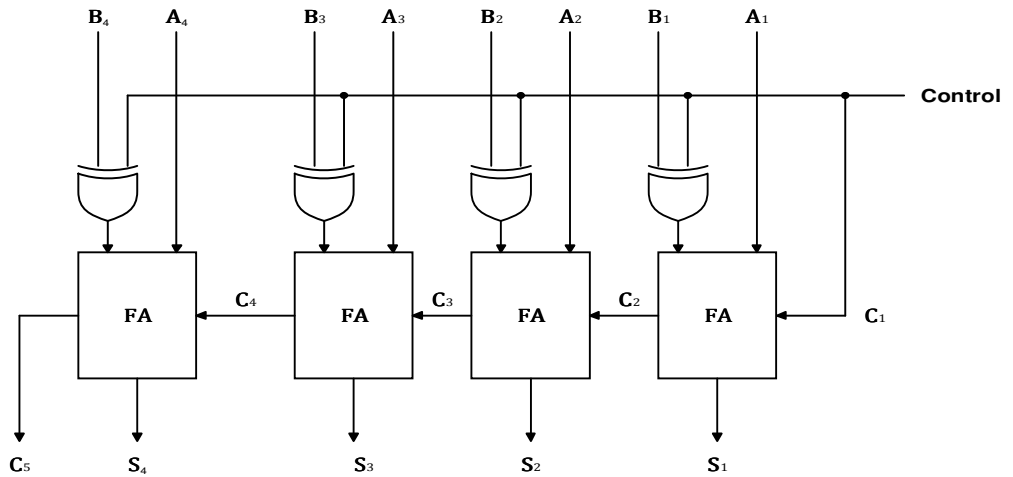 B₄ A₄ B₃ A₃ B₂ A₂ B₁ A₁
Control
C₄ C₃ C₂
FA FA FA FA C₁
C₅ S₄ S₃ S₂ S₁